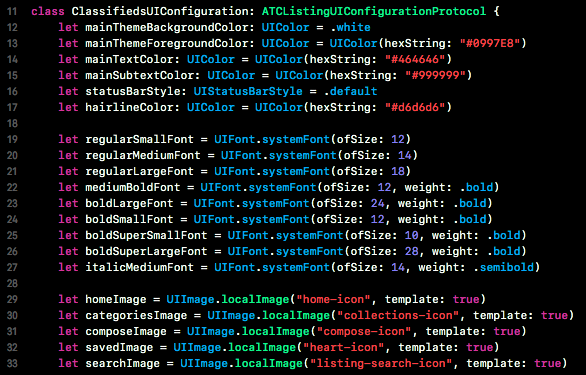 11 class ClassifiedsUIConfiguration: ATCListingUIConfigurationProtocol {
12 let mainThemeBackgroundColor: UIColor = .white
13 let mainThemeForegroundColor: UIColor = UIColor(hexString: "#0997E8")
14 let mainTextColor: UIColor = UIColor(hexString: "#464646")
15 let mainSubtextColor: UIColor = UIColor(hexString: "#999999")
16 let statusBarStyle: UIStatusBarStyle = .default
17 let hairlineColor: UIColor = UIColor(hexString: "#d6d6d6")
18
19 let regularSmallFont = UIFont.systemFont(ofSize: 12)
20 let regularMediumFont = UIFont.systemFont(ofSize: 14)
21 let regularLargeFont = UIFont.systemFont(ofSize: 18)
22 let mediumBoldFont = UIFont.systemFont(ofSize: 12, weight: .bold)
23 let boldLargeFont = UIFont.systemFont(ofSize: 24, weight: .bold)
24 let boldSmallFont = UIFont.systemFont(ofSize: 12, weight: .bold)
25 let boldSuperSmallFont = UIFont.systemFont(ofSize: 10, weight: .bold)
26 let boldSuperLargeFont = UIFont.systemFont(ofSize: 28, weight: .bold)
27 let italicMediumFont = UIFont.systemFont(ofSize: 14, weight: .semibold)
28
29 let homeImage = UIImage.localImage("home-icon", template: true)
30 let categoriesImage = UIImage.localImage("collections-icon", template: true)
31 let composeImage = UIImage.localImage("compose-icon", template: true)
32 let savedImage = UIImage.localImage("heart-icon", template: true)
33 let searchImage = UIImage.localImage("listing-search-icon", template: true)